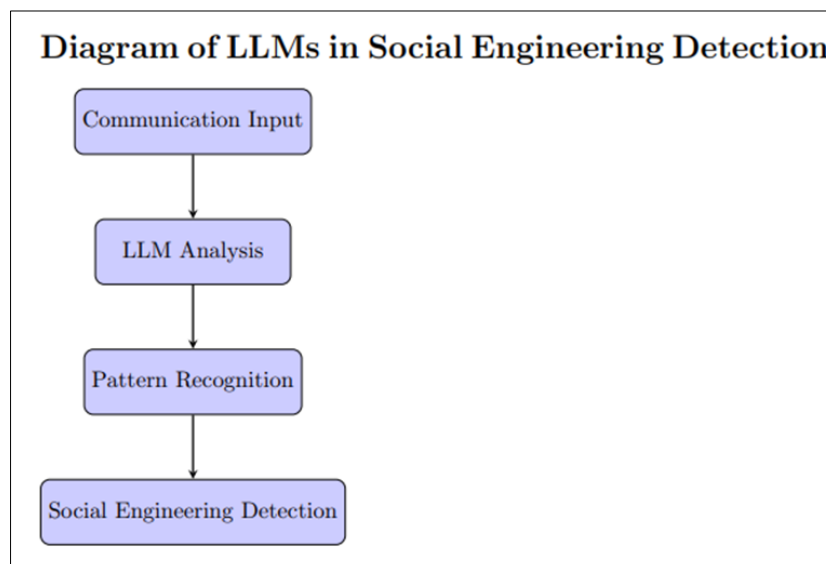 Diagram of LLMs in Social Engineering Detection
Communication Input
LLM Analysis
Pattern Recognition
Social Engineering Detection